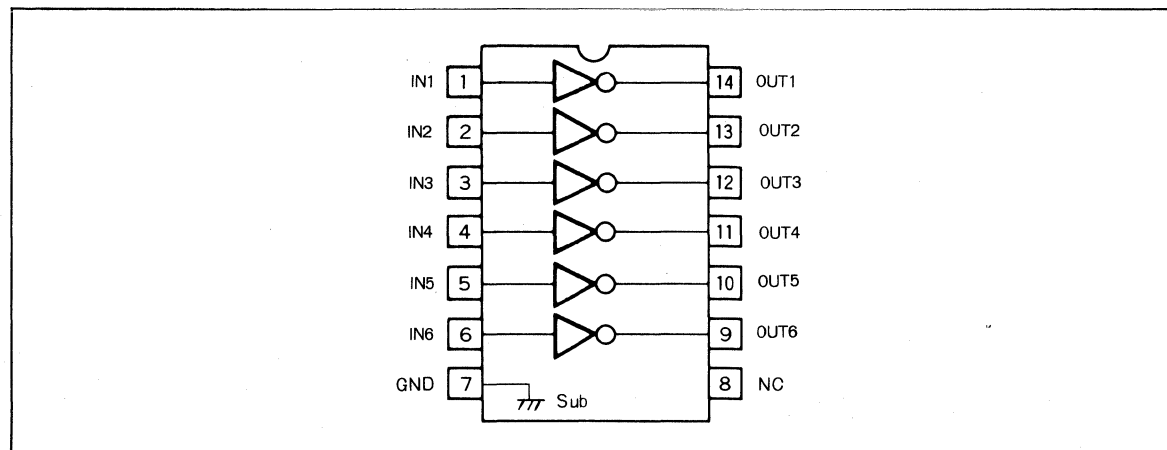 IN1 1 14 OUT1
IN2 2 13 OUT2
IN3 3 12 OUT3
IN4 4 11 OUT4
IN5 5 10 OUT5
IN6 6 9 OUT6
GND 7 Sub 8 NC